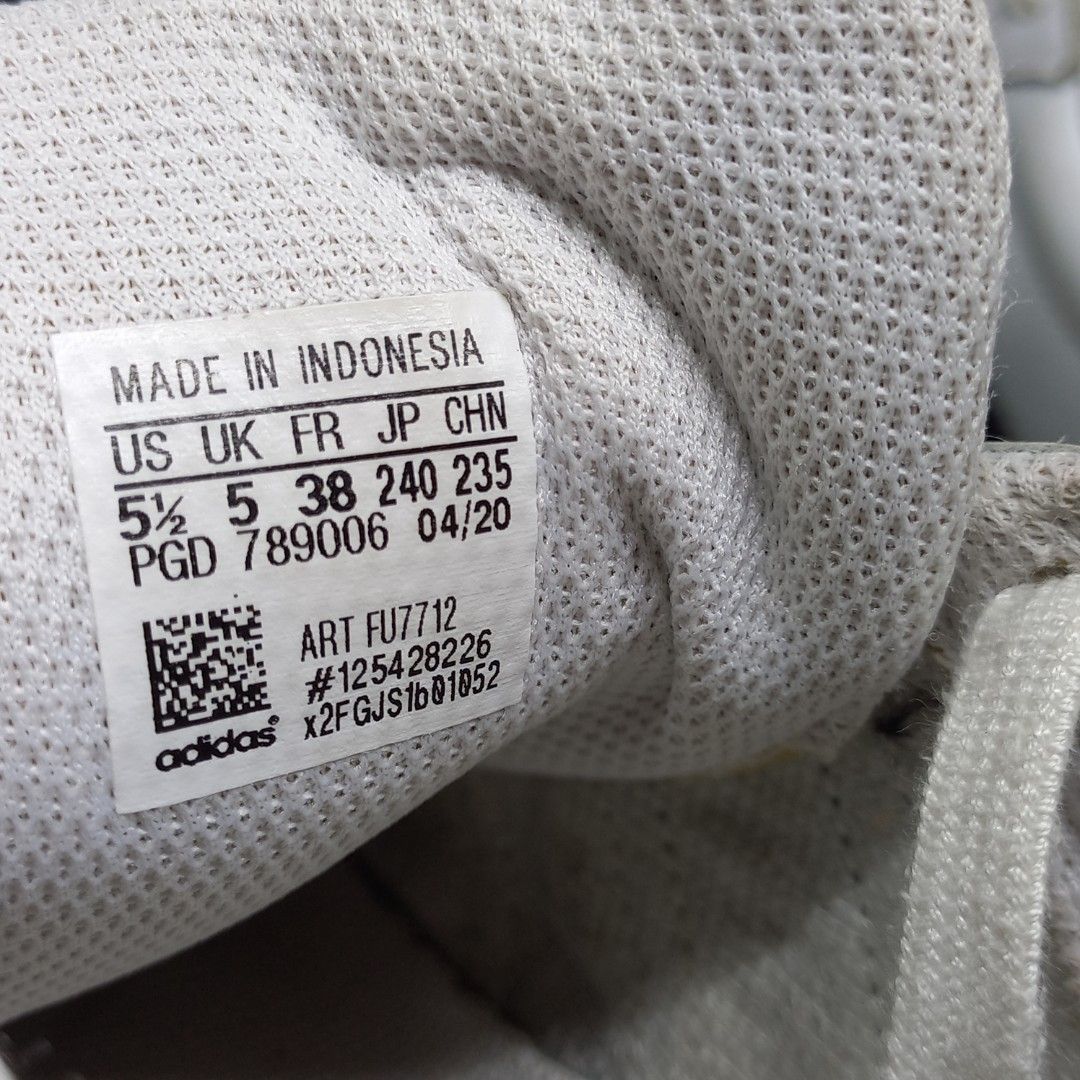 MADE IN INDONESIA
US UK FR JP CHN
5½ 5 38 240 235
PGD 789006 04/20
ART FU7712
#125428226
x2FGJS1b01052
adidas®